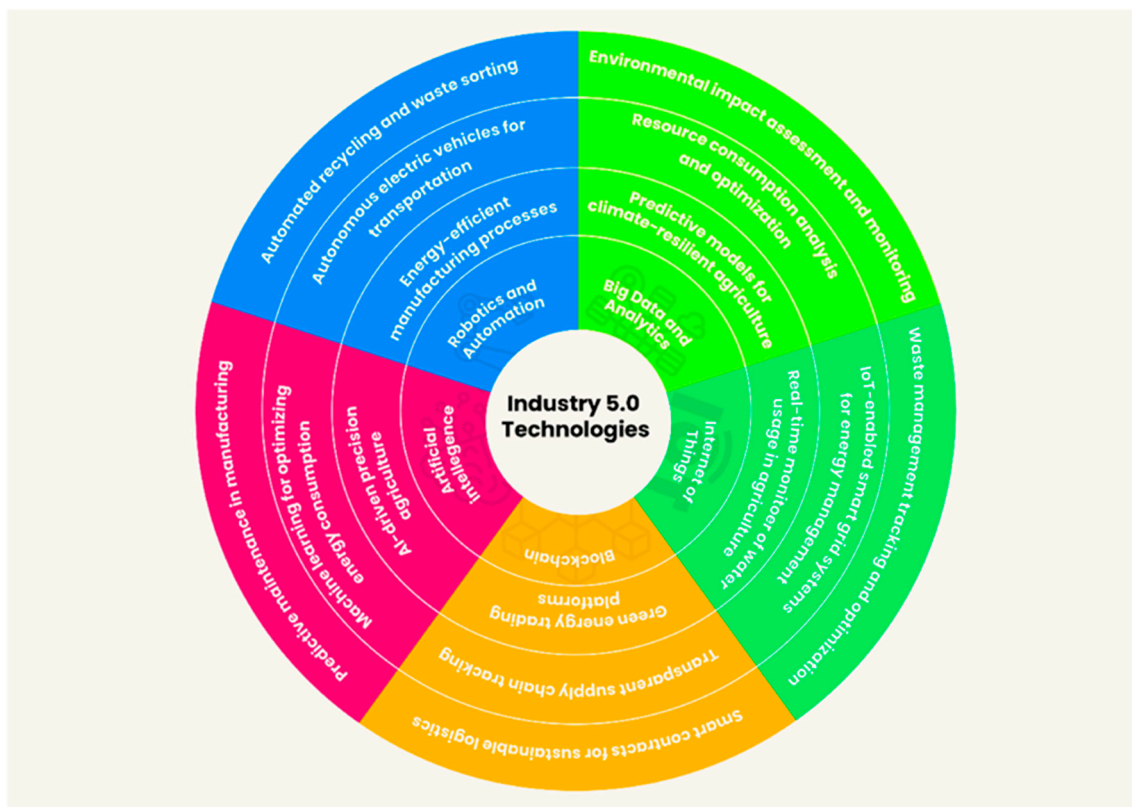 Industry 5.0
Technologies
Environmental impact assessment and monitoring
Resource consumption analysis
and optimization
Predictive models for
climate-resilient agriculture
Big Data and
Analytics
Waste management tracking and optimization
IoT-enabled smart grid systems
for energy management
Real-time monitoer of water
usage in agriculture
Internet of
Things
Smart contracts for sustainable logistics
Transparent supply chain tracking
Green energy trading
platforms
Blockchain
Predictive maintenance in manufacturing
Machine learning for optimizing
energy consumption
AI-driven precision
agriculture
Artificial
intellegence
Automated recycling and waste sorting
Autonomous electric vehicles for
transportation
Energy-efficient
manufacturing processes
Robotics and
Automation